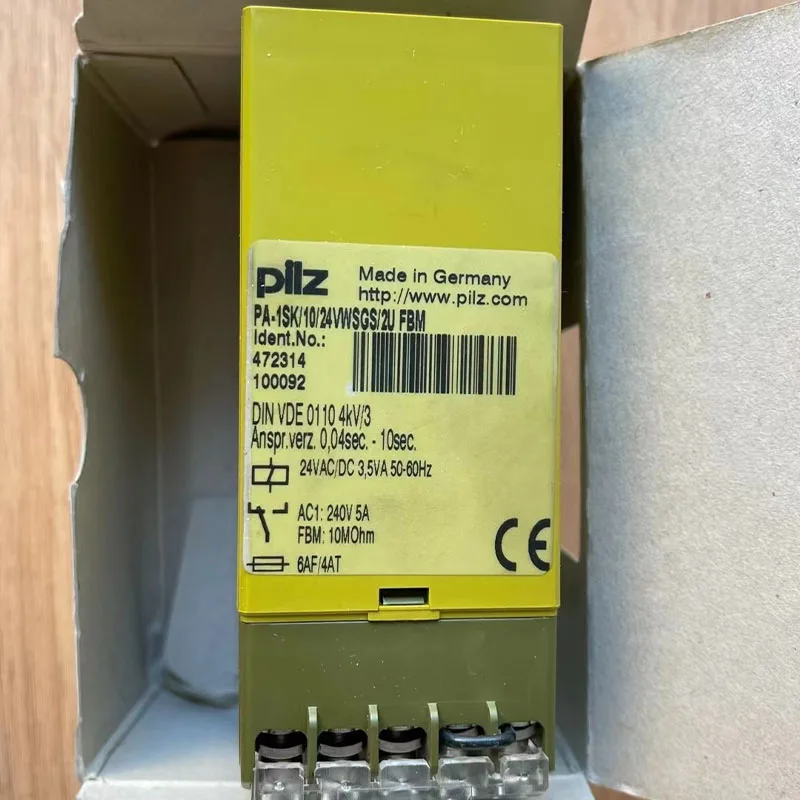 pilz
Made in Germany
http://www.pilz.com
PA-1SK/10/24VWSGS/2U FBM
Ident.No.:
472314
100092
DIN VDE 0110 4kV/3
Anspr.verz. 0,04sec. - 10sec.
24VAC/DC 3,5VA 50-60Hz
AC1: 240V 5A
FBM: 10MOhm
6AF/4AT
CE